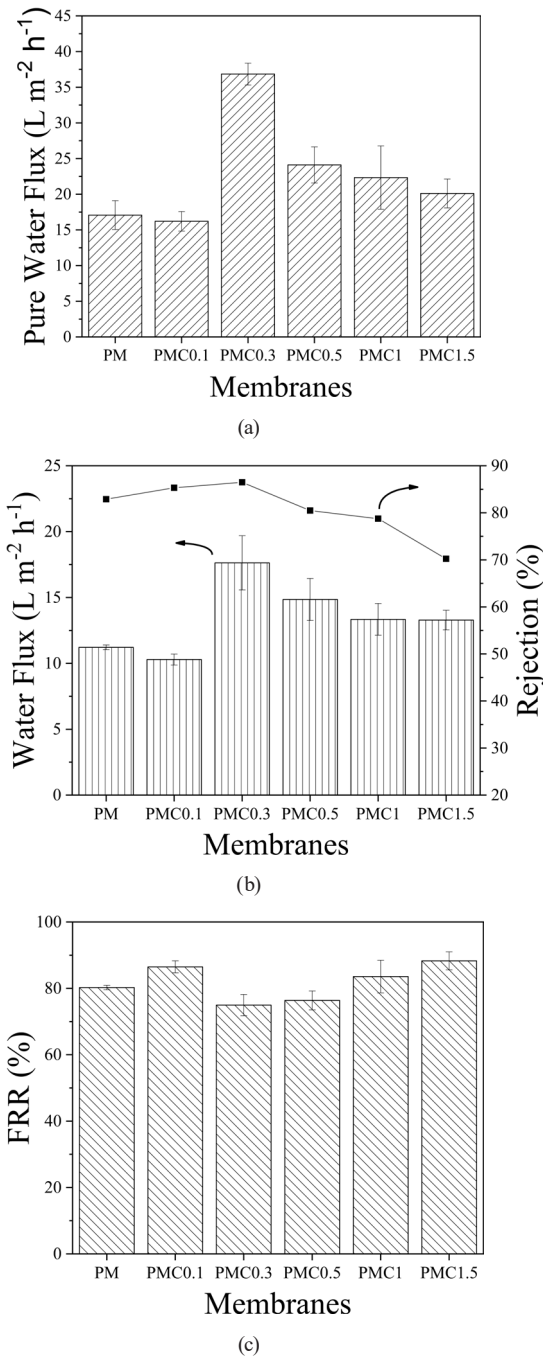 45
40
35
30
25
20
15
10
5
0
Pure Water Flux (L m⁻² h⁻¹)
PM PMC0.1 PMC0.3 PMC0.5 PMC1 PMC1.5
Membranes
(a)
25
20
15
10
5
0
Water Flux (L m⁻² h⁻¹)
90
80
70
60
50
40
30
20
Rejection (%)
PM PMC0.1 PMC0.3 PMC0.5 PMC1 PMC1.5
Membranes
(b)
100
80
60
40
20
0
FRR (%)
PM PMC0.1 PMC0.3 PMC0.5 PMC1 PMC1.5
Membranes
(c)